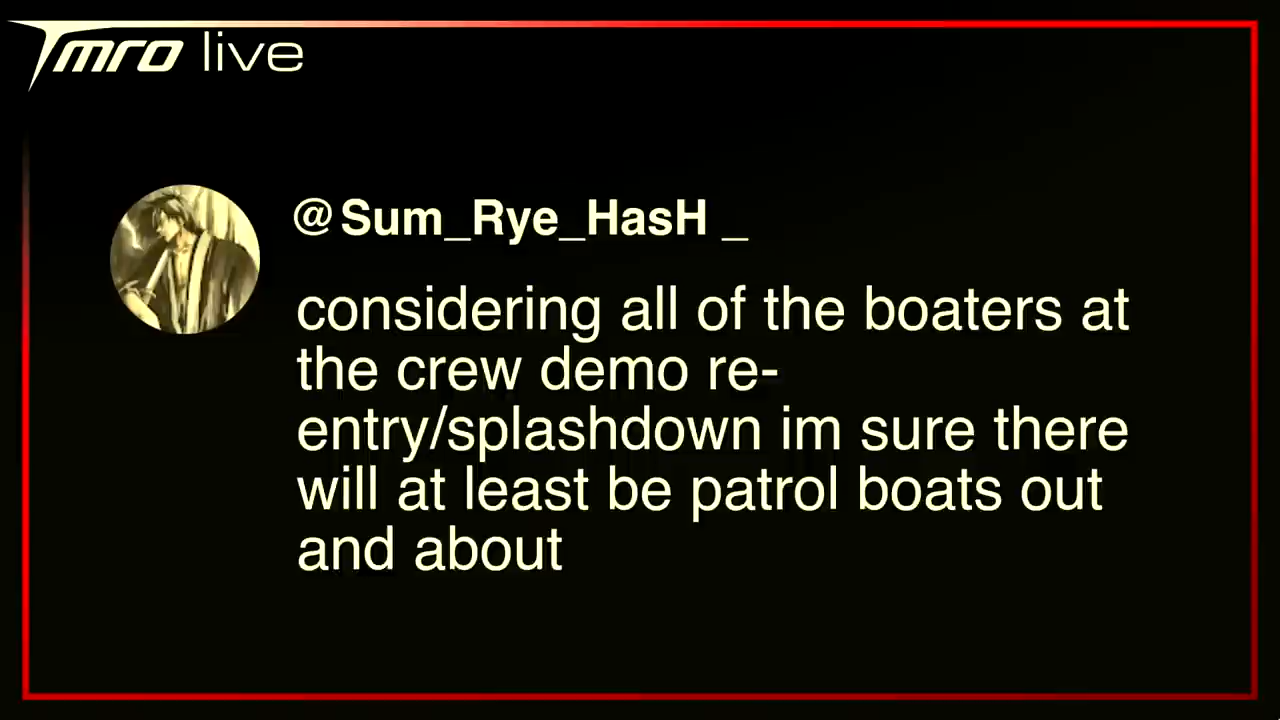 Tmro live
@Sum_Rye_HasH _
considering all of the boaters at
the crew demo re-
entry/splashdown im sure there
will at least be patrol boats out
and about